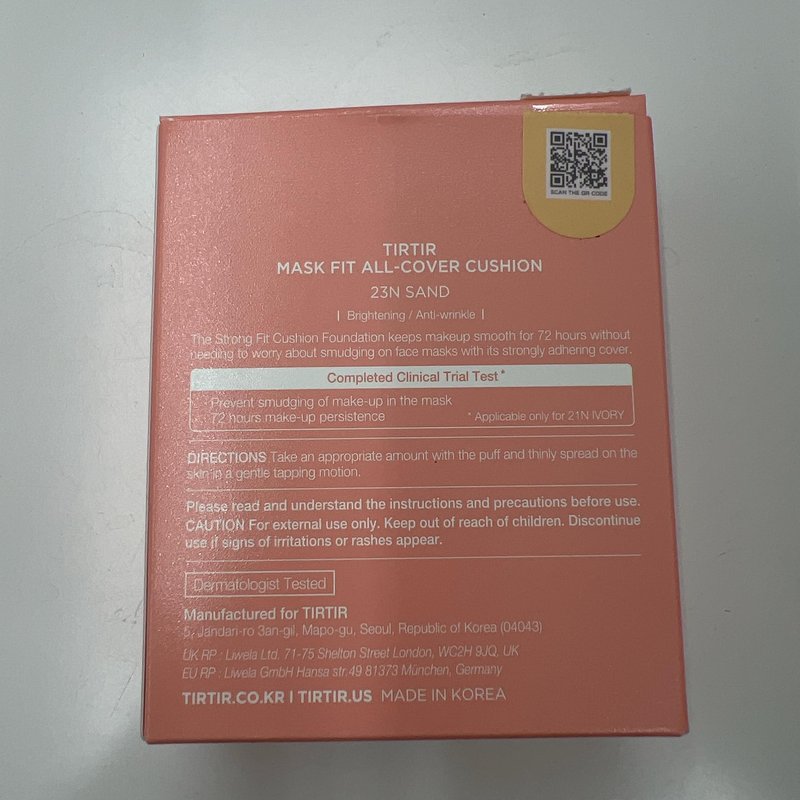 SCAN THE QR CODE
TIRTIR
MASK FIT ALL-COVER CUSHION
23N SAND
| Brightening / Anti-wrinkle |
The Strong Fit Cushion Foundation keeps makeup smooth for 72 hours without
needing to worry about smudging on face masks with its strongly adhering cover.
Completed Clinical Trial Test*
· Prevent smudging of make-up in the mask
· 72 hours make-up persistence
* Applicable only for 21N IVORY
DIRECTIONS Take an appropriate amount with the puff and thinly spread on the
skin in a gentle tapping motion.
Please read and understand the instructions and precautions before use.
CAUTION For external use only. Keep out of reach of children. Discontinue
use if signs of irritations or rashes appear.
Dermatologist Tested
Manufactured for TIRTIR
5, Jandari-ro 3an-gil, Mapo-gu, Seoul, Republic of Korea (04043)
UK RP : Liwela Ltd. 71-75 Shelton Street London, WC2H 9JQ, UK
EU RP : Liwela GmbH Hansa str.49 81373 München, Germany
TIRTIR.CO.KR I TIRTIR.US MADE IN KOREA